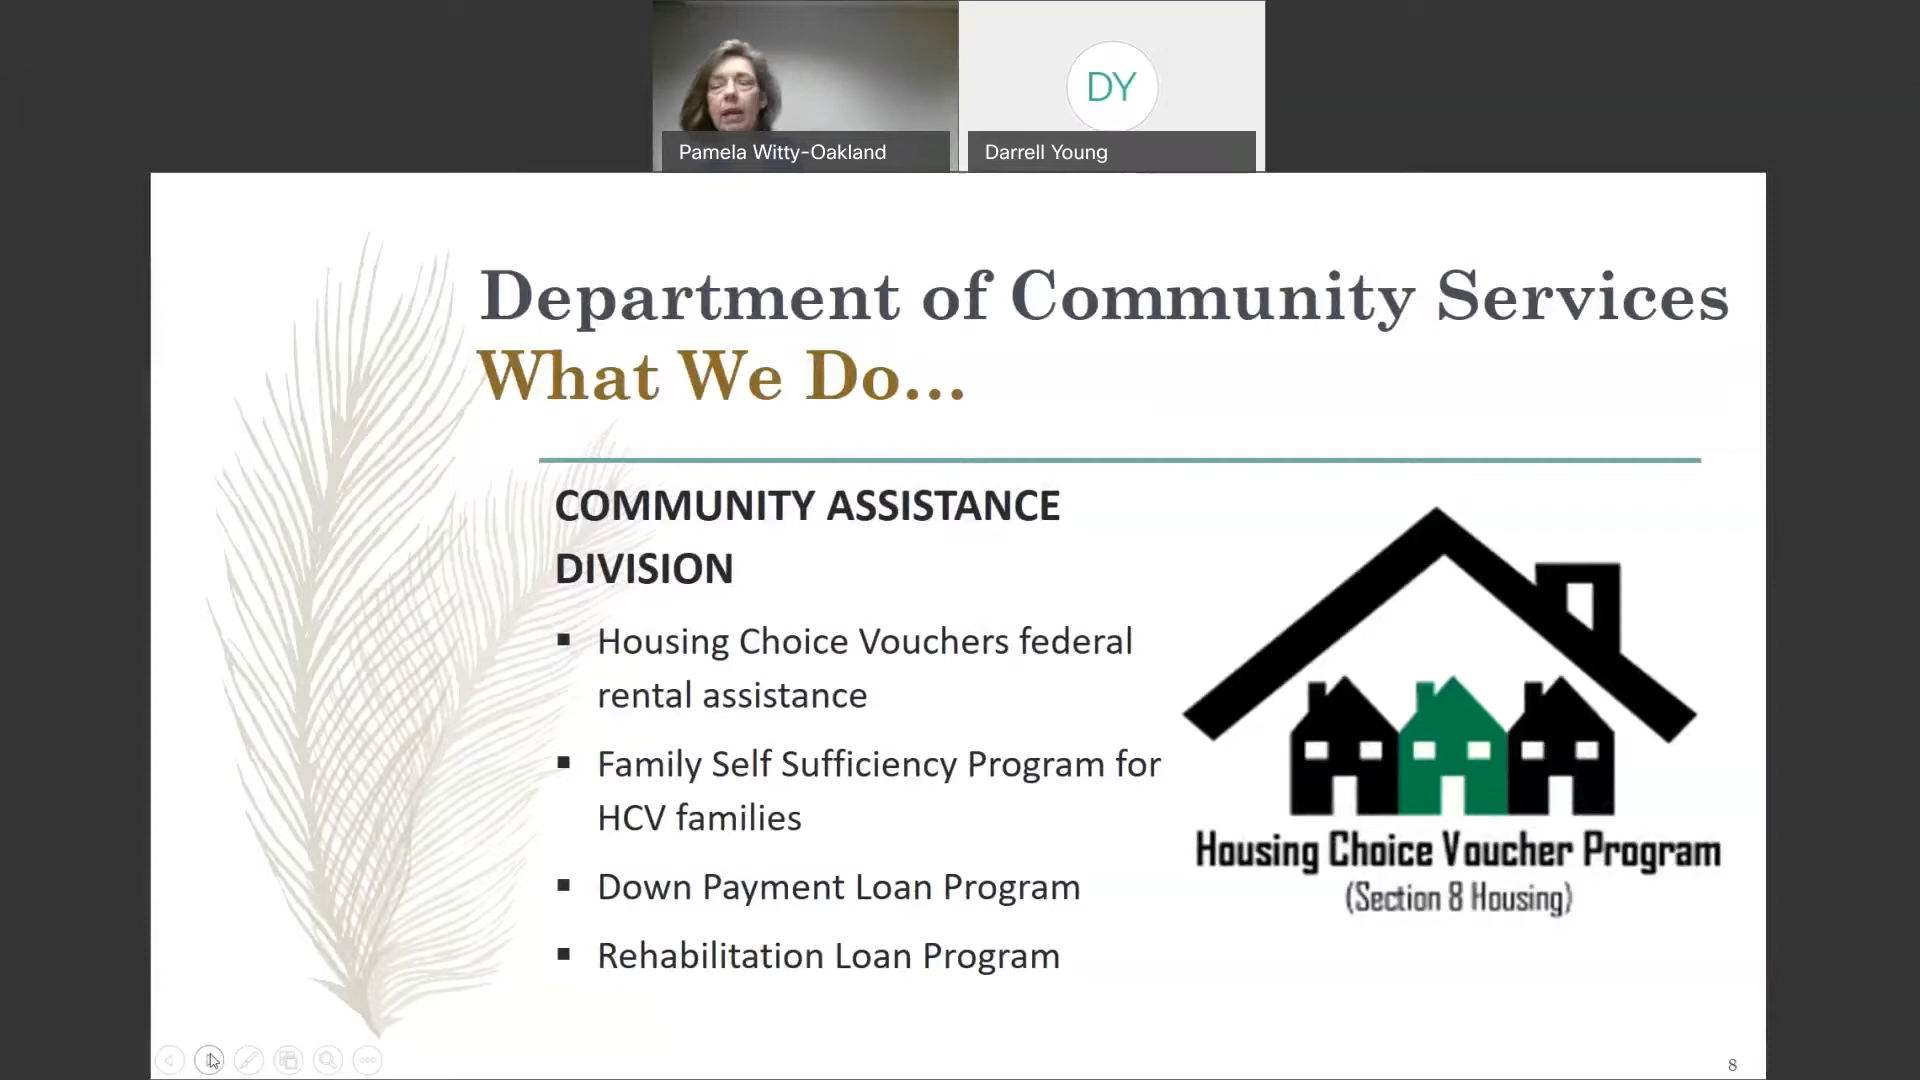 Pamela Witty-Oakland
DY
Darrell Young
Department of Community Services
What We Do...
COMMUNITY ASSISTANCE
DIVISION
▪ Housing Choice Vouchers federal
rental assistance
▪ Family Self Sufficiency Program for
HCV families
▪ Down Payment Loan Program
▪ Rehabilitation Loan Program
Housing Choice Voucher Program
(Section 8 Housing)
8